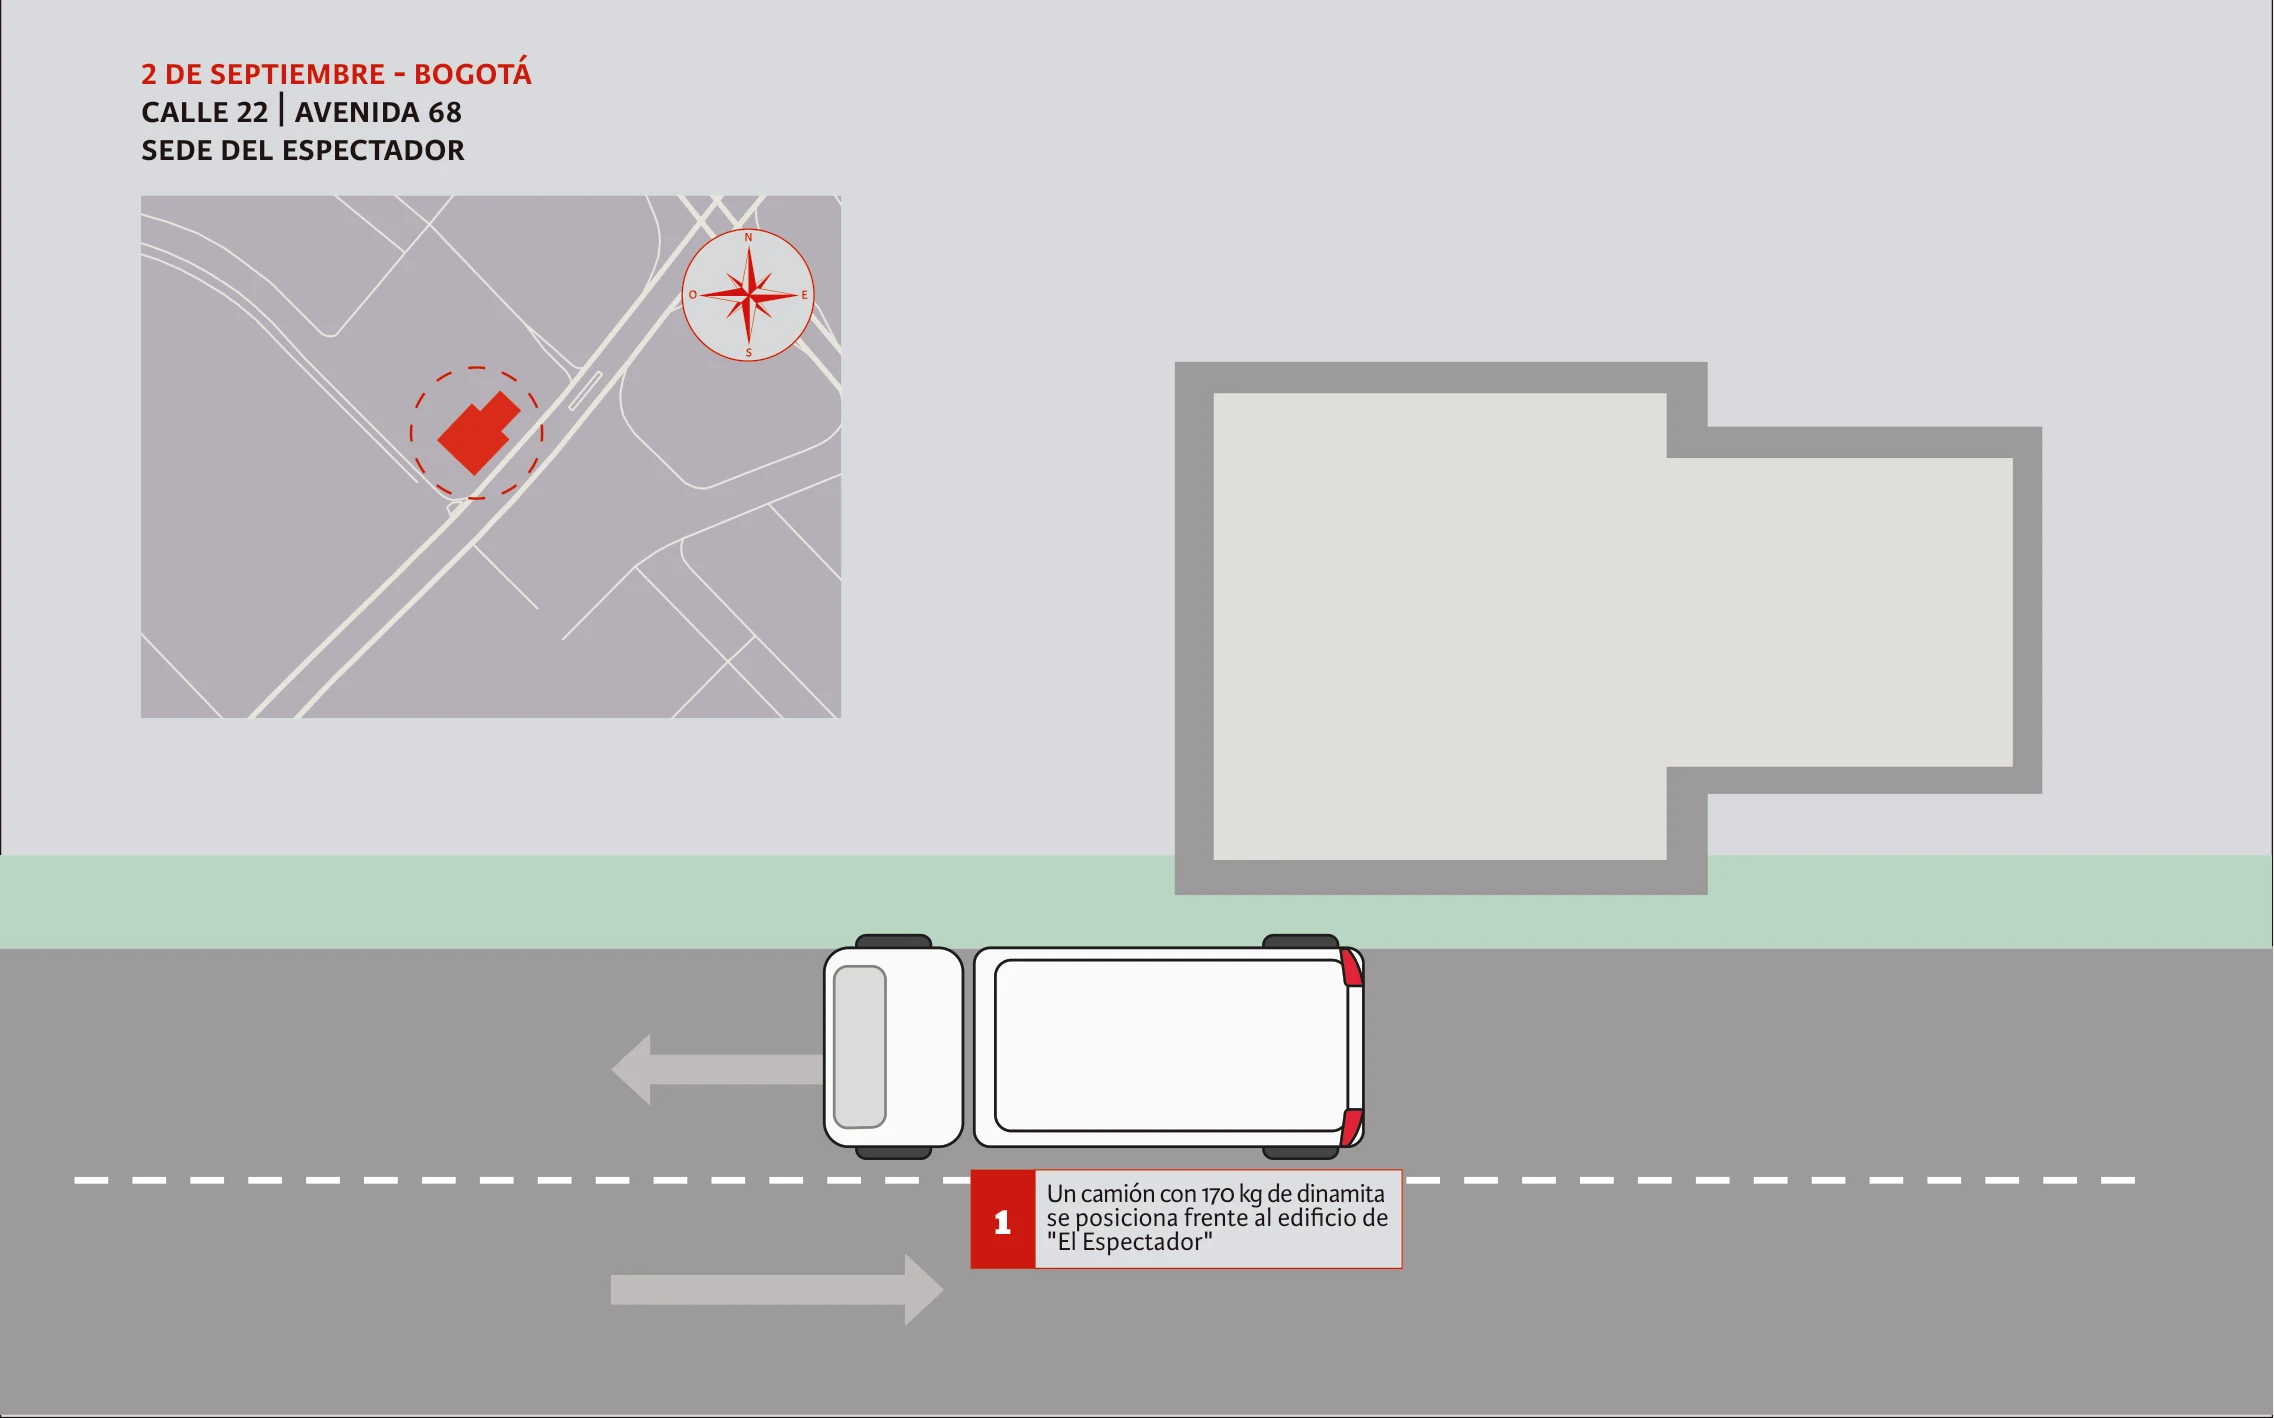 2 DE SEPTIEMBRE - BOGOTÁ
CALLE 22 | AVENIDA 68
SEDE DEL ESPECTADOR
N
O
E
S
1
Un camión con 170 kg de dinamita
se posiciona frente al edificio de
"El Espectador"